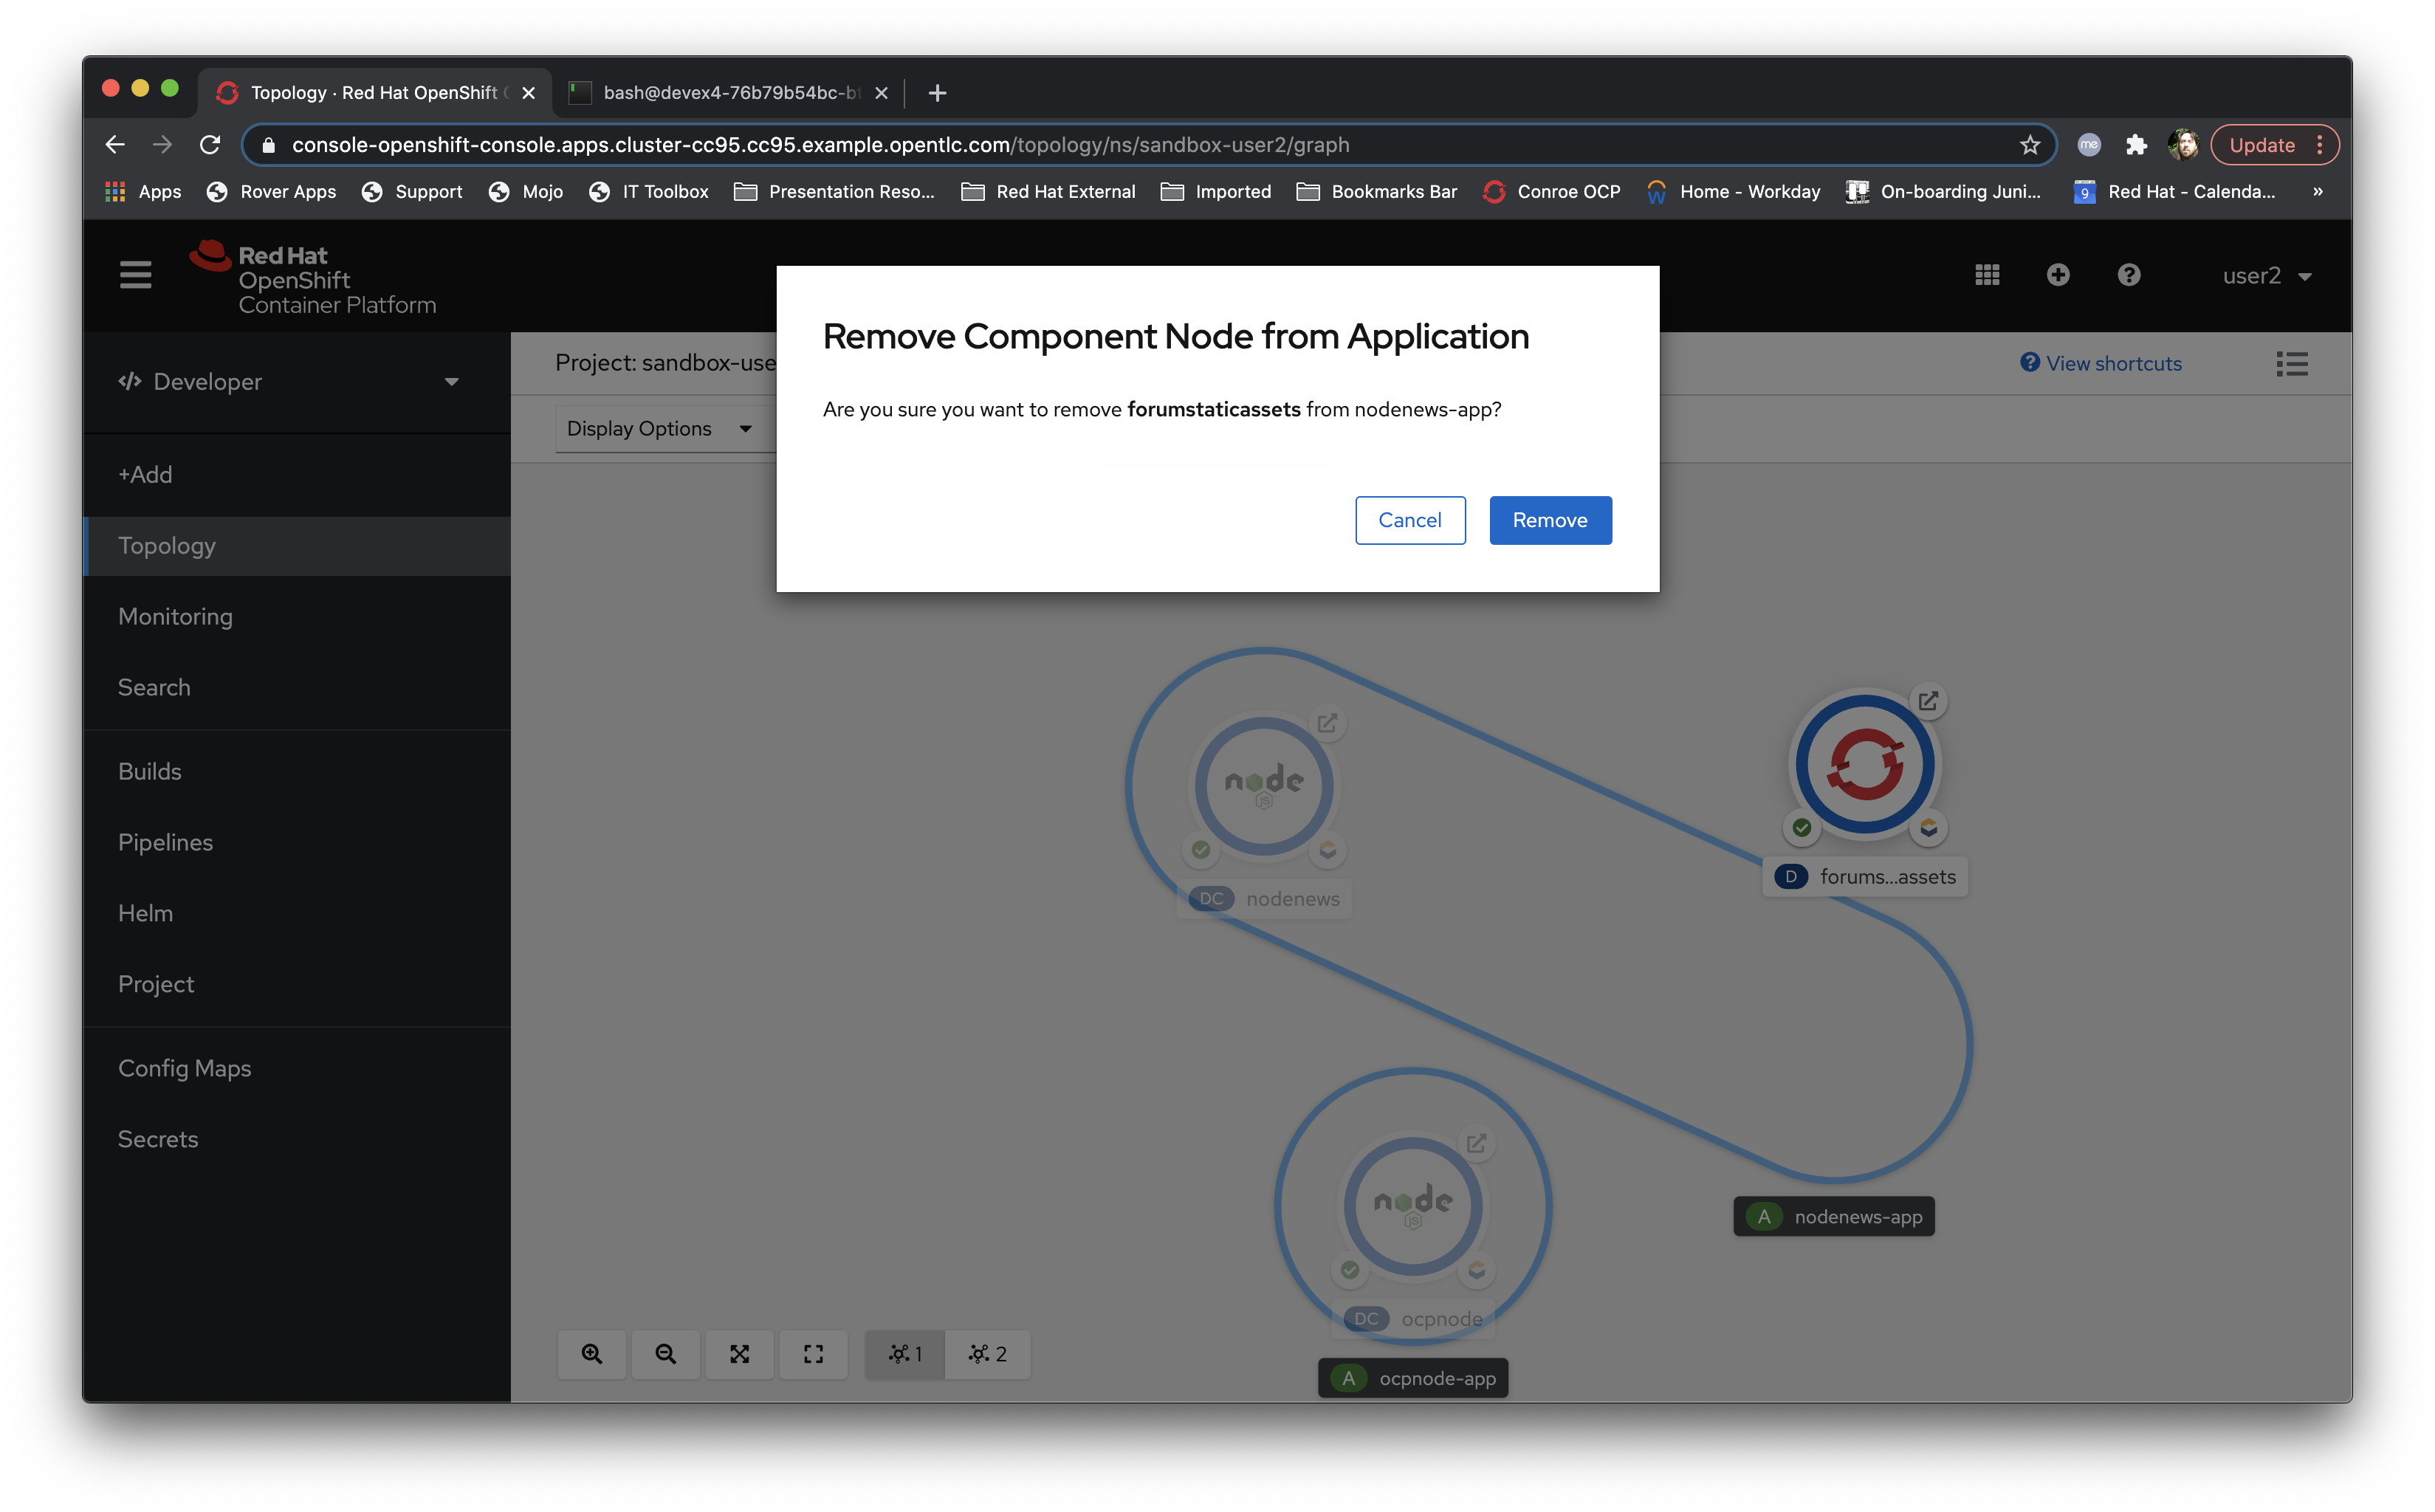 Topology · Red Hat OpenShift
bash@devex4-76b79b54bc-b
console-openshift-console.apps.cluster-cc95.cc95.example.opentlc.com/topology/ns/sandbox-user2/graph
me
Update
Apps
Rover Apps
Support
Mojo
IT Toolbox
Presentation Reso...
Red Hat External
Imported
Bookmarks Bar
Conroe OCP
Home - Workday
On-boarding Juni...
9
Red Hat - Calenda...
»
Red Hat
OpenShift
Container Platform
user2
Developer
+Add
Topology
Monitoring
Search
Builds
Pipelines
Helm
Project
Config Maps
Secrets
Project: sandbox-use
View shortcuts
Display Options
Remove Component Node from Application
Are you sure you want to remove forumstaticassets from nodenews-app?
Cancel
Remove
node
JS
DC nodenews
D forums...assets
A nodenews-app
node
JS
DC ocpnode
A ocpnode-app
1
2